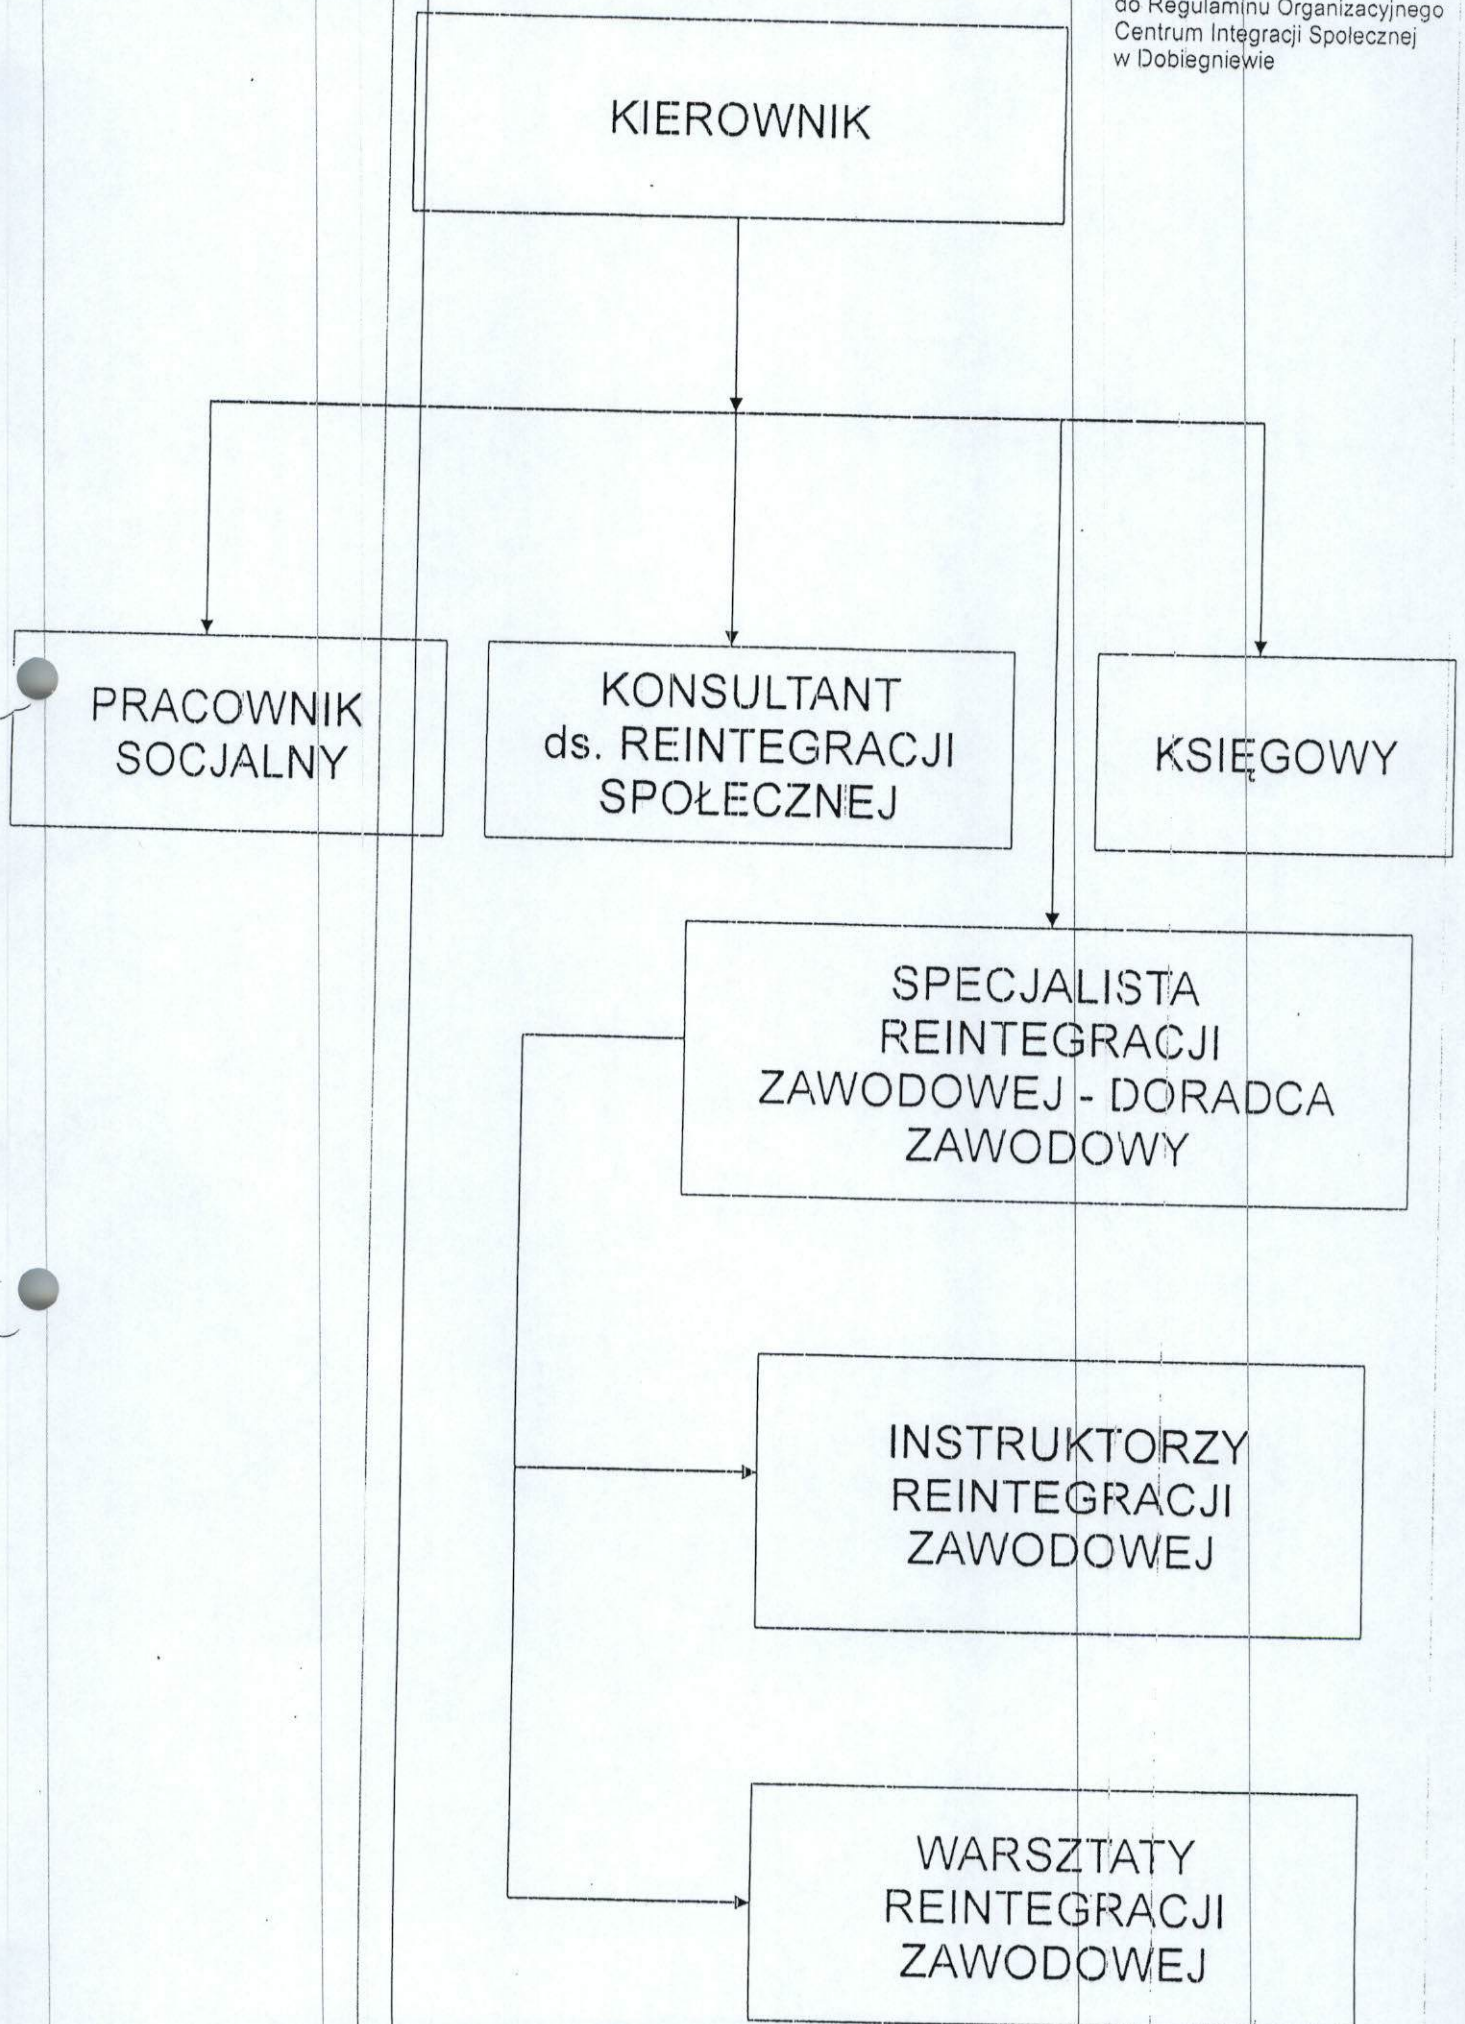 do Regulaminu Organizacyjnego
Centrum Integracji Społecznej
w Dobiegniewie
KIEROWNIK
PRACOWNIK
SOCJALNY
KONSULTANT
ds. REINTEGRACJI
SPOŁECZNEJ
KSIĘGOWY
SPECJALISTA
REINTEGRACJI
ZAWODOWEJ - DORADCA
ZAWODOWY
INSTRUKTORZY
REINTEGRACJI
ZAWODOWEJ
WARSZTATY
REINTEGRACJI
ZAWODOWEJ